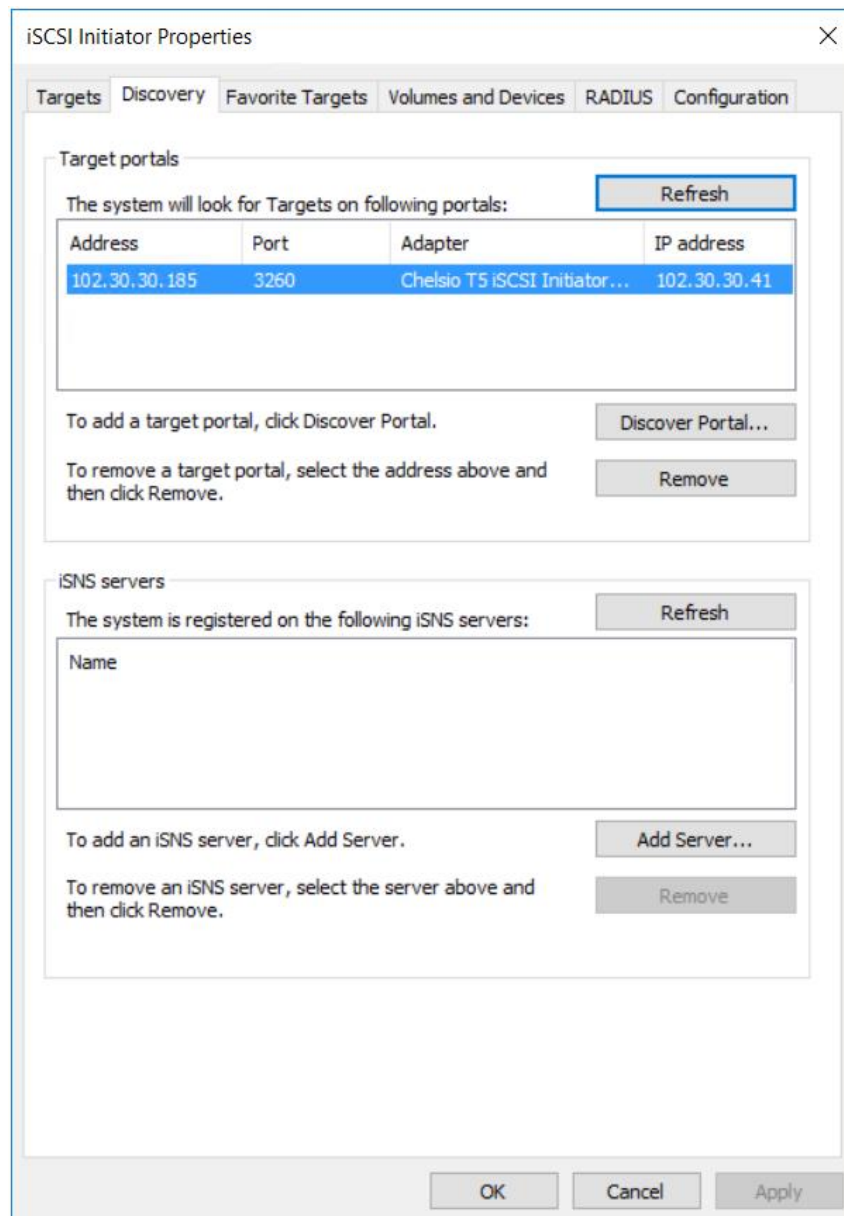 iSCSI Initiator Properties
Targets Discovery Favorite Targets Volumes and Devices RADIUS Configuration
Target portals
The system will look for Targets on following portals:
Refresh
Address Port Adapter IP address
102.30.30.185 3260 Chelsio T5 iSCSI Initiator... 102.30.30.41
To add a target portal, click Discover Portal.
Discover Portal...
To remove a target portal, select the address above and
then click Remove.
Remove
iSNS servers
The system is registered on the following iSNS servers:
Refresh
Name
To add an iSNS server, click Add Server.
Add Server...
To remove an iSNS server, select the server above and
then click Remove.
Remove
OK Cancel Apply